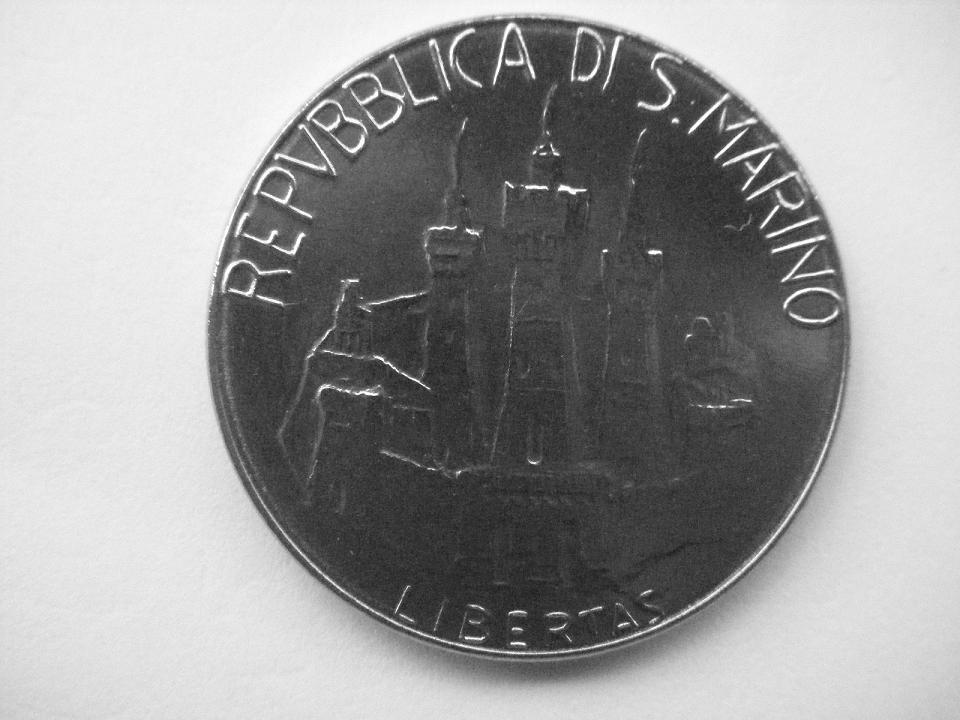 REPVBBLICA DI S. MARINO
LIBERTAS